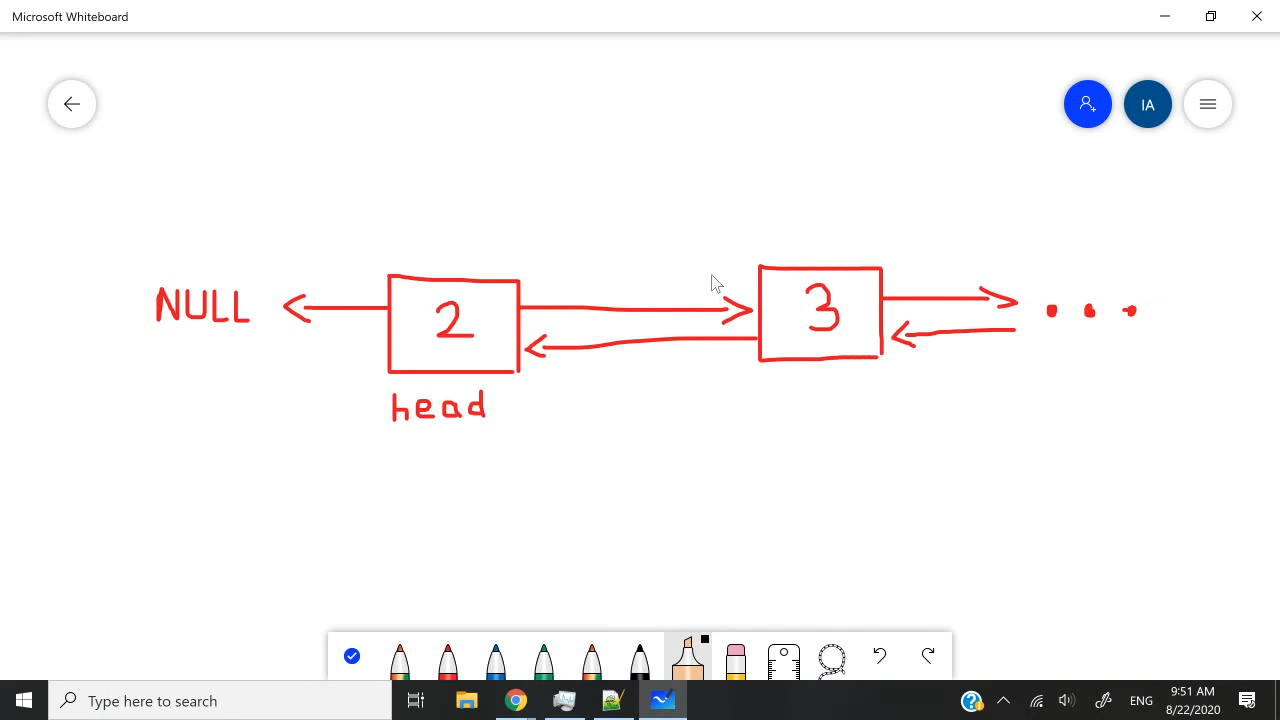 Microsoft Whiteboard
IA
NULL 2 3 . . .
head
Type here to search
ENG
9:51 AM
8/22/2020